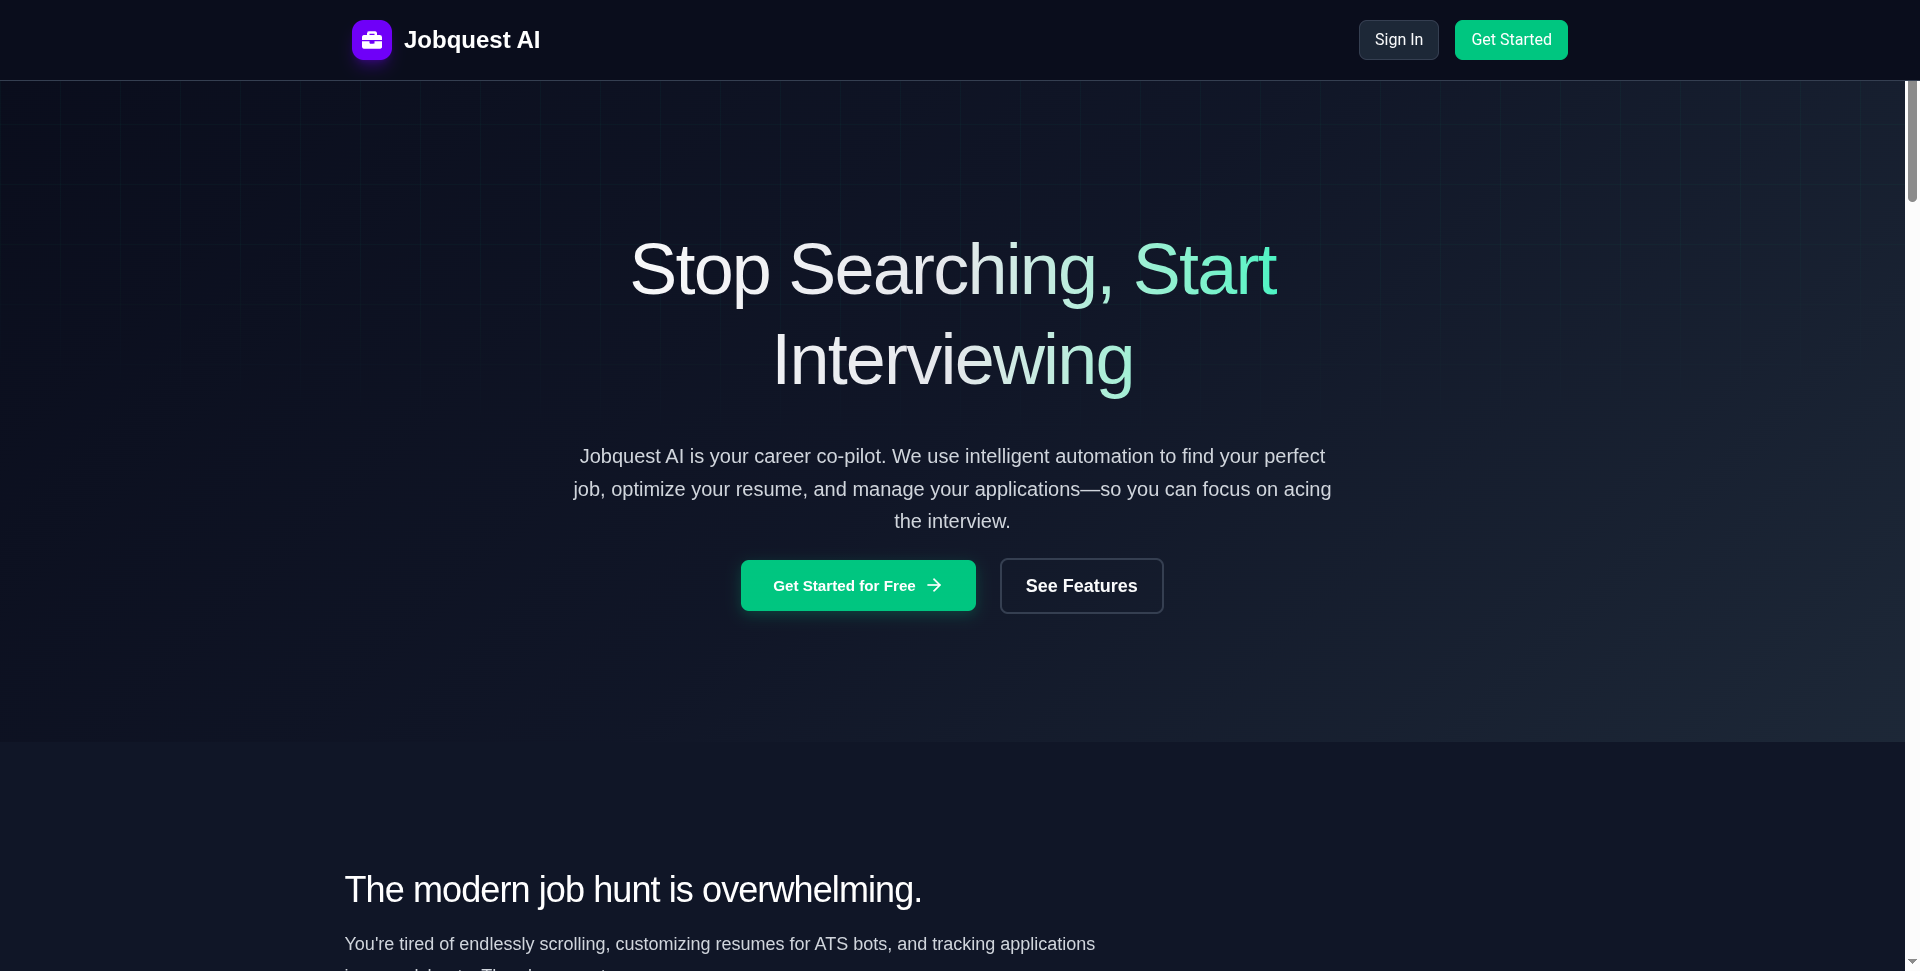 Jobquest AI
Sign In
Get Started
Stop Searching, Start
Interviewing
Jobquest AI is your career co-pilot. We use intelligent automation to find your perfect
job, optimize your resume, and manage your applications—so you can focus on acing
the interview.
Get Started for Free
See Features
The modern job hunt is overwhelming.
You're tired of endlessly scrolling, customizing resumes for ATS bots, and tracking applications